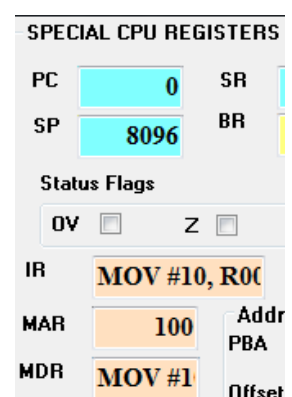 SPECIAL CPU REGISTERS
PC 0 SR
SP 8096 BR
Status Flags
OV Z
IR MOV #10, R00
MAR 100 Addr
PBA
MDR MOV #1
Offset